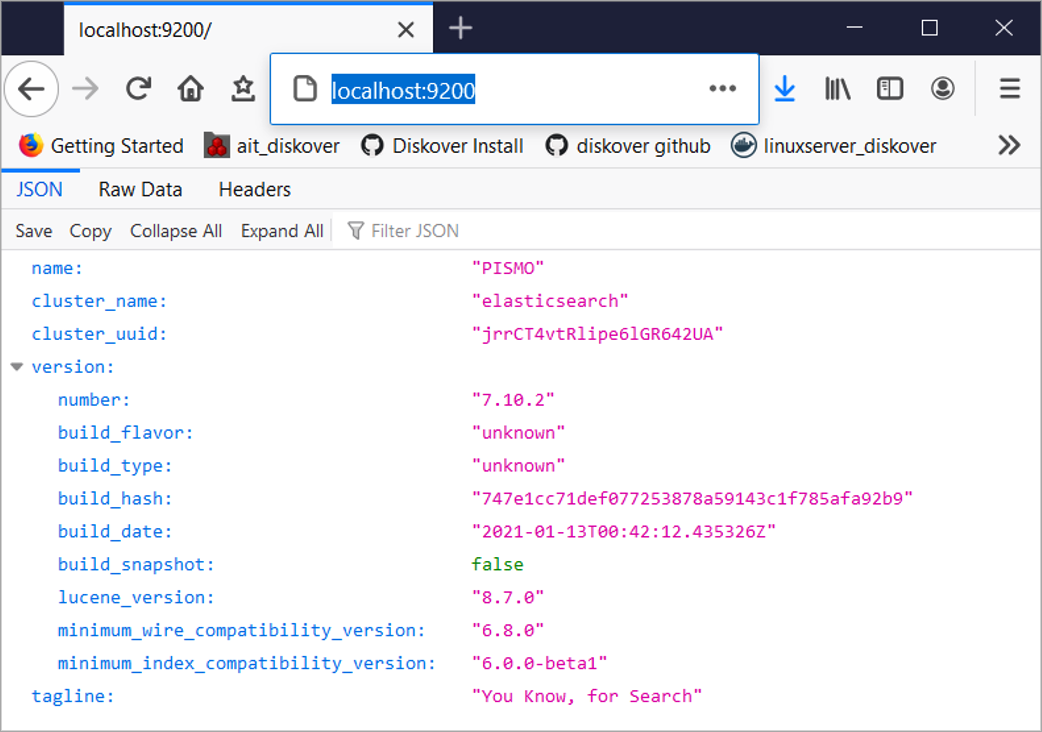 localhost:9200/
localhost:9200
Getting Started ait_diskover Diskover Install diskover github linuxserver_diskover
JSON Raw Data Headers
Save Copy Collapse All Expand All Filter JSON
name: "PISMO"
cluster_name: "elasticsearch"
cluster_uuid: "jrrCT4vtRlipe6lGR642UA"
version:
number: "7.10.2"
build_flavor: "unknown"
build_type: "unknown"
build_hash: "747e1cc71def077253878a59143c1f785afa92b9"
build_date: "2021-01-13T00:42:12.435326Z"
build_snapshot: false
lucene_version: "8.7.0"
minimum_wire_compatibility_version: "6.8.0"
minimum_index_compatibility_version: "6.0.0-beta1"
tagline: "You Know, for Search"